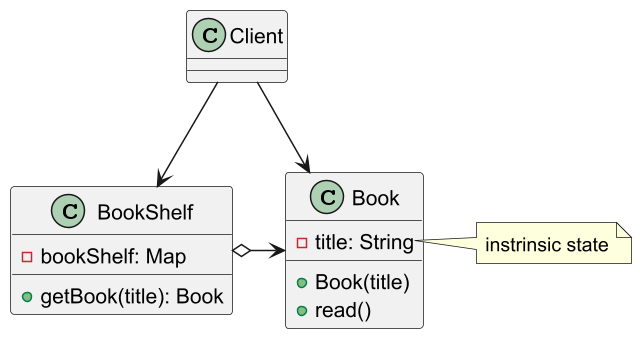 C Client
C BookShelf
bookShelf: Map
getBook(title): Book
C Book
title: String
Book(title)
read()
instrinsic state